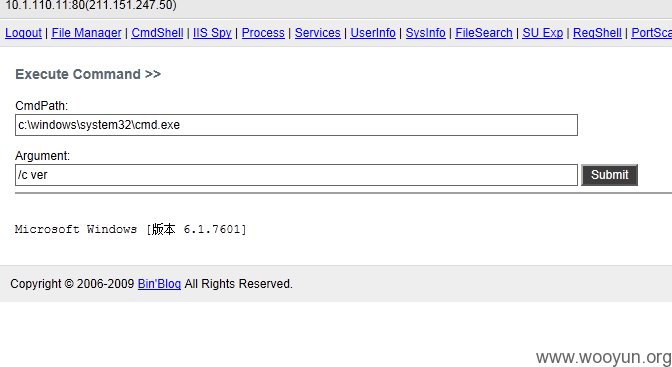 10.1.110.11:80(211.151.247.50)
Logout | File Manager | CmdShell | IIS Spy | Process | Services | UserInfo | SysInfo | FileSearch | SU Exp | RegShell | PortSca
Execute Command >>
CmdPath:
c:\windows\system32\cmd.exe
Argument:
/c ver Submit
Microsoft Windows [版本 6.1.7601]
Copyright © 2006-2009 Bin'Blog All Rights Reserved.
www.wooyun.org